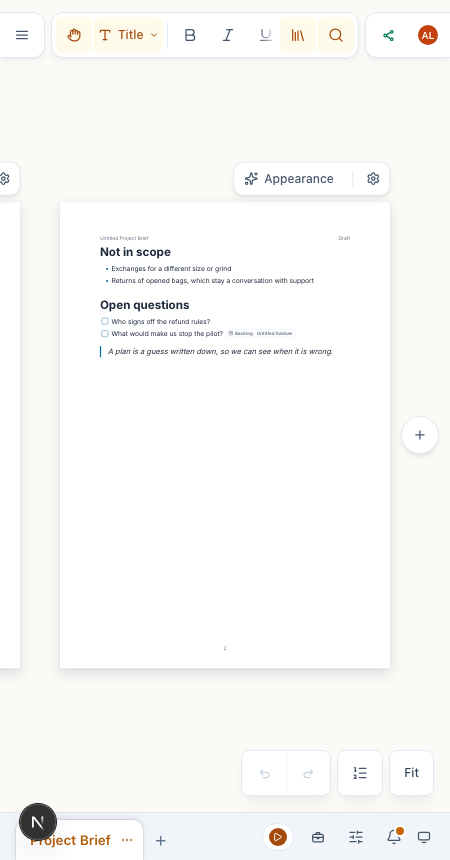 Title
B
I
U
AL
Appearance
Untitled Project Brief
Draft
Not in scope
• Exchanges for a different size or grind
• Returns of opened bags, which stay a conversation with support
Open questions
Who signs off the refund rules?
What would make us stop the pilot? Backlog · Untitled Kanban
A plan is a guess written down, so we can see when it is wrong.
2
Fit
N
Project Brief